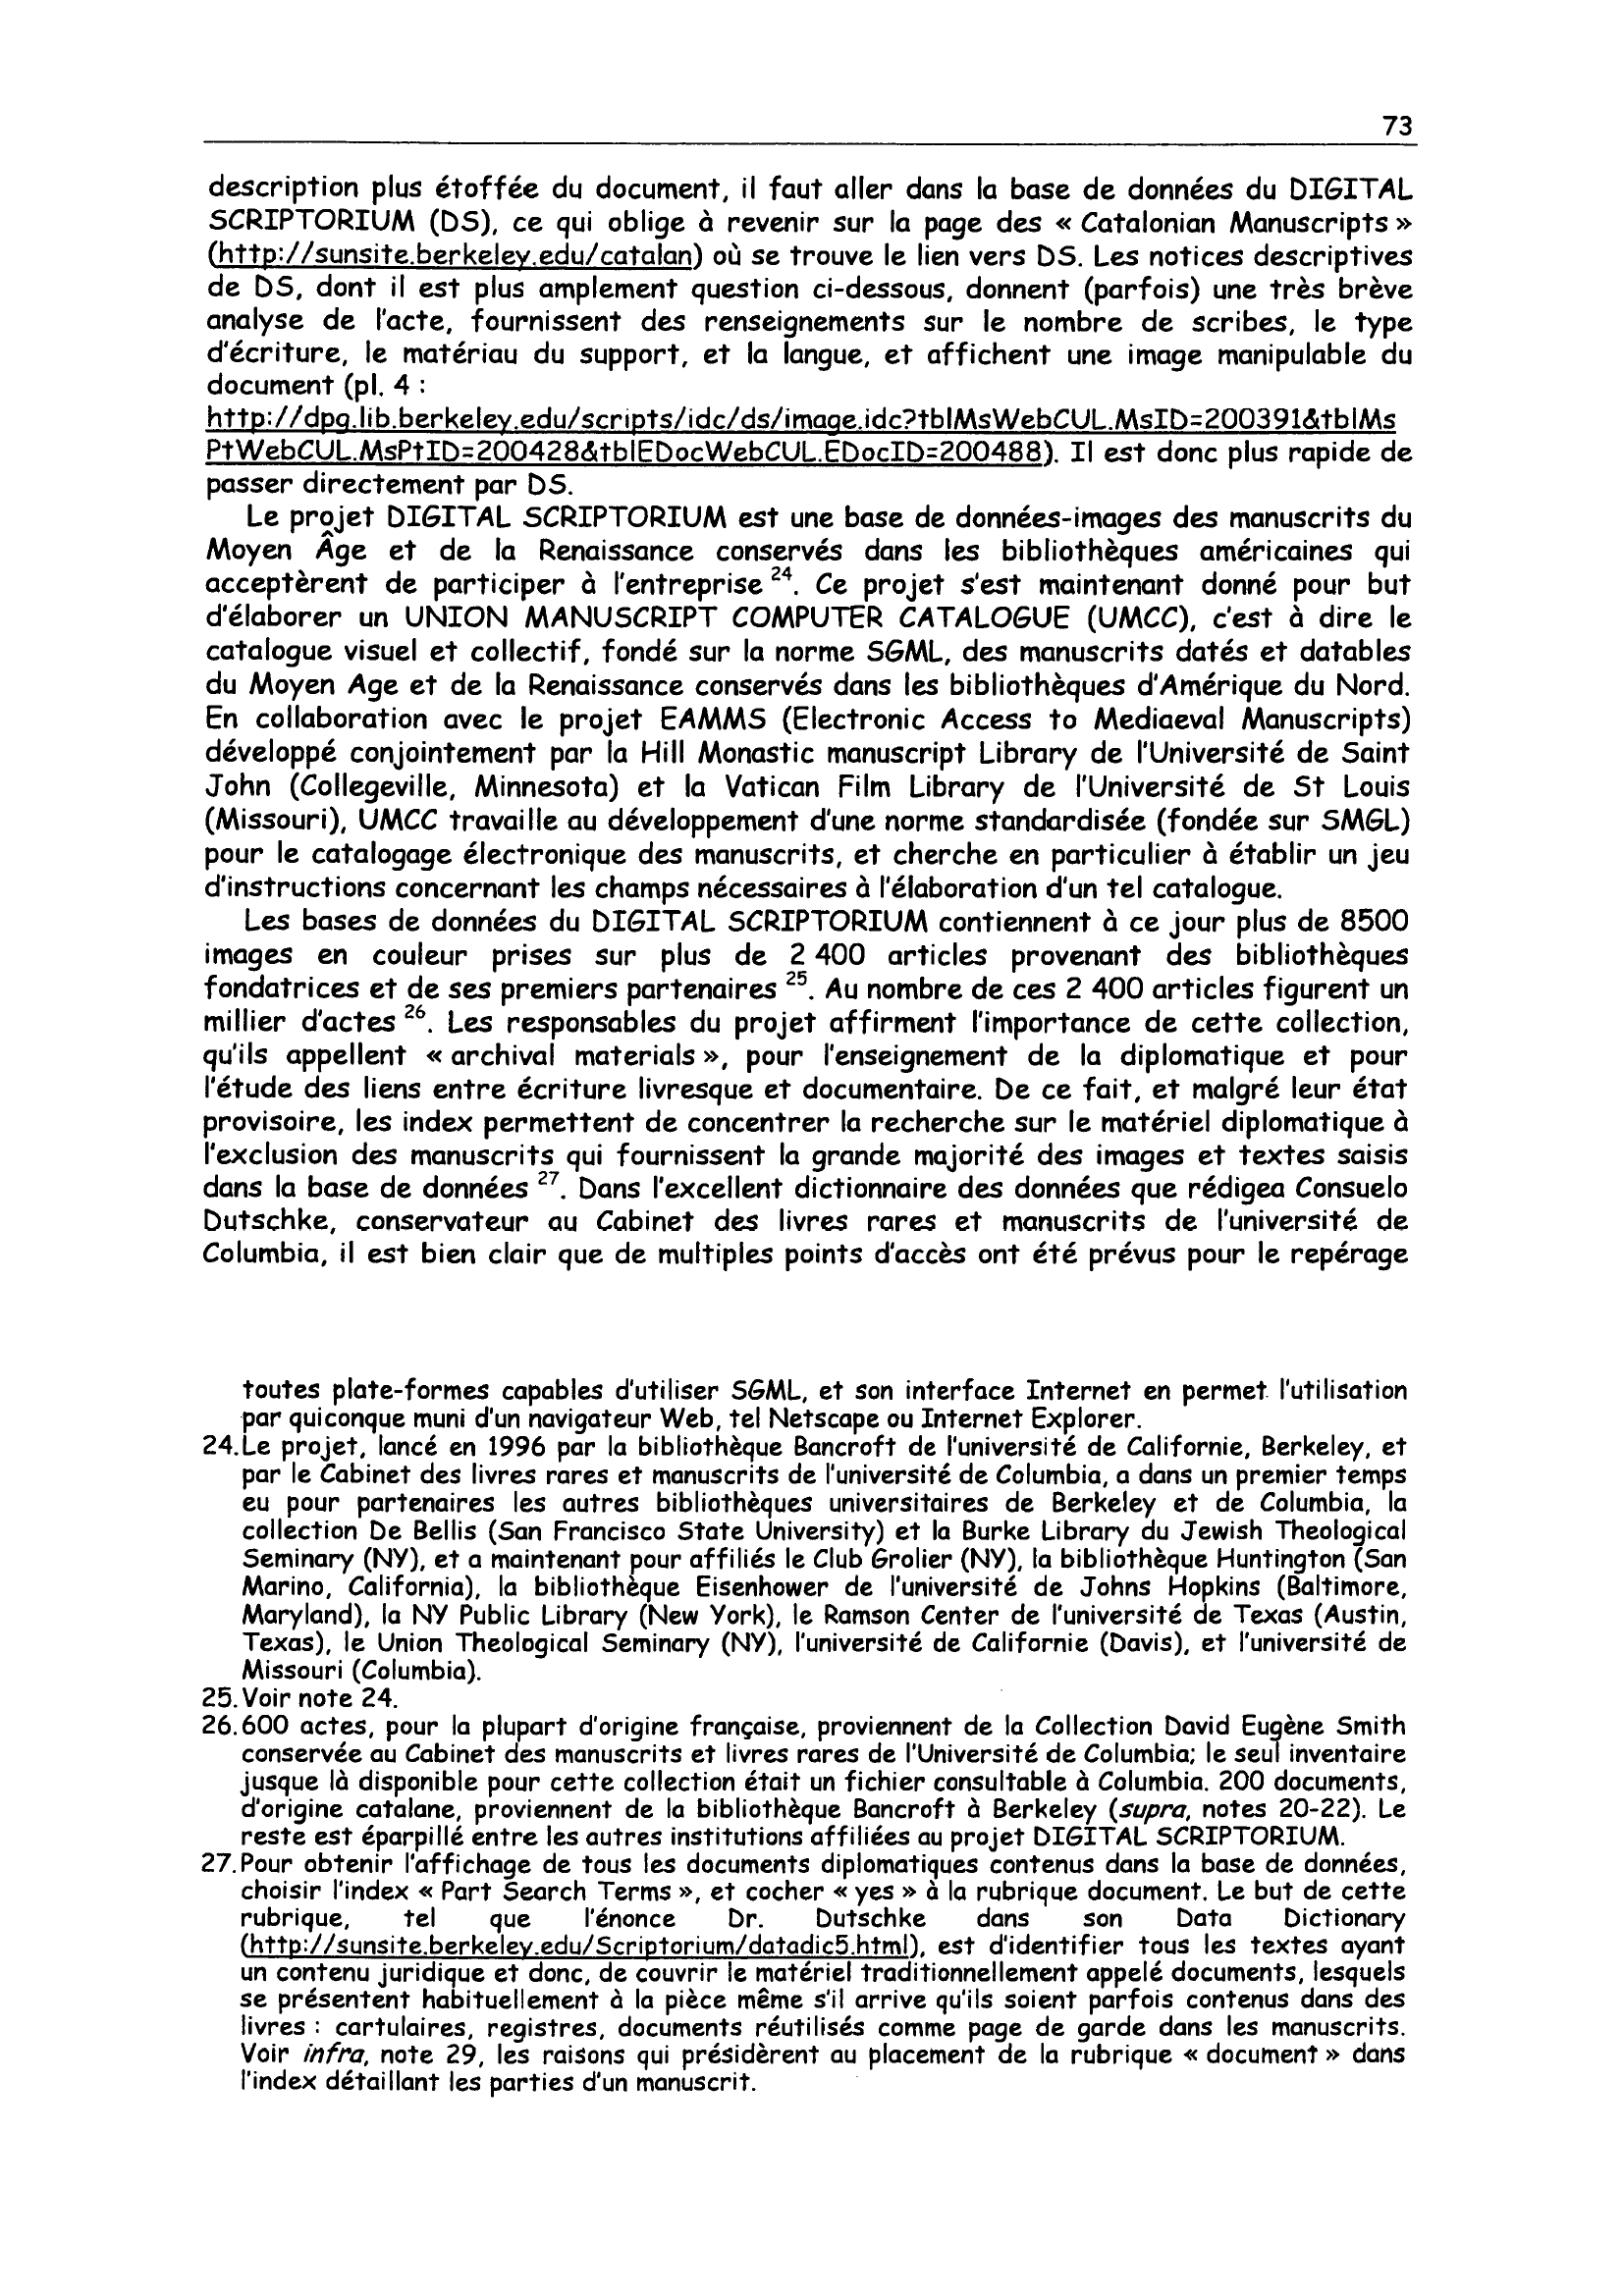 73
description plus étoffée du document, il faut aller dans la base de données du DIGITAL
SCRIPTORIUM (DS), ce qui oblige à revenir sur la page des « Catalonian Manuscripts »
(http://sunsite.berkeley.edu/catalan) où se trouve le lien vers DS. Les notices descriptives
de DS, dont il est plus amplement question ci-dessous, donnent (parfois) une très brève
analyse de l'acte, fournissent des renseignements sur le nombre de scribes, le type
d'écriture, le matériau du support, et la langue, et affichent une image manipulable du
document (pl. 4 :
http://dpg.lib.berkeley.edu/scripts/idc/ds/image.idc?tblMsWebCUL.MsID=200391&tblMs
PtWebCUL.MsPtID=200428&tblEDocWebCUL.EDocID=200488). Il est donc plus rapide de
passer directement par DS.
Le projet DIGITAL SCRIPTORIUM est une base de données-images des manuscrits du
Moyen Âge et de la Renaissance conservés dans les bibliothèques américaines qui
acceptèrent de participer à l'entreprise 24. Ce projet s'est maintenant donné pour but
d'élaborer un UNION MANUSCRIPT COMPUTER CATALOGUE (UMCC), c'est à dire le
catalogue visuel et collectif, fondé sur la norme SGML, des manuscrits datés et datables
du Moyen Age et de la Renaissance conservés dans les bibliothèques d'Amérique du Nord.
En collaboration avec le projet EAMMS (Electronic Access to Mediaeval Manuscripts)
développé conjointement par la Hill Monastic manuscript Library de l'Université de Saint
John (Collegeville, Minnesota) et la Vatican Film Library de l'Université de St Louis
(Missouri), UMCC travaille au développement d'une norme standardisée (fondée sur SMGL)
pour le catalogage électronique des manuscrits, et cherche en particulier à établir un jeu
d'instructions concernant les champs nécessaires à l'élaboration d'un tel catalogue.
Les bases de données du DIGITAL SCRIPTORIUM contiennent à ce jour plus de 8500
images en couleur prises sur plus de 2 400 articles provenant des bibliothèques
fondatrices et de ses premiers partenaires 25. Au nombre de ces 2 400 articles figurent un
millier d'actes 26. Les responsables du projet affirment l'importance de cette collection,
qu'ils appellent « archival materials », pour l'enseignement de la diplomatique et pour
l'étude des liens entre écriture livresque et documentaire. De ce fait, et malgré leur état
provisoire, les index permettent de concentrer la recherche sur le matériel diplomatique à
l'exclusion des manuscrits qui fournissent la grande majorité des images et textes saisis
dans la base de données 27. Dans l'excellent dictionnaire des données que rédigea Consuelo
Dutschke, conservateur au Cabinet des livres rares et manuscrits de l'université de
Columbia, il est bien clair que de multiples points d'accès ont été prévus pour le repérage
toutes plate-formes capables d'utiliser SGML, et son interface Internet en permet l'utilisation
par quiconque muni d'un navigateur Web, tel Netscape ou Internet Explorer.
24.Le projet, lancé en 1996 par la bibliothèque Bancroft de l'université de Californie, Berkeley, et
par le Cabinet des livres rares et manuscrits de l'université de Columbia, a dans un premier temps
eu pour partenaires les autres bibliothèques universitaires de Berkeley et de Columbia, la
collection De Bellis (San Francisco State University) et la Burke Library du Jewish Theological
Seminary (NY), et a maintenant pour affiliés le Club Grolier (NY), la bibliothèque Huntington (San
Marino, California), la bibliothèque Eisenhower de l'université de Johns Hopkins (Baltimore,
Maryland), la NY Public Library (New York), le Ramson Center de l'université de Texas (Austin,
Texas), le Union Theological Seminary (NY), l'université de Californie (Davis), et l'université de
Missouri (Columbia).
25.Voir note 24.
26.600 actes, pour la plupart d'origine française, proviennent de la Collection David Eugène Smith
conservée au Cabinet des manuscrits et livres rares de l'Université de Columbia; le seul inventaire
jusque là disponible pour cette collection était un fichier consultable à Columbia. 200 documents,
d'origine catalane, proviennent de la bibliothèque Bancroft à Berkeley (supra, notes 20-22). Le
reste est éparpillé entre les autres institutions affiliées au projet DIGITAL SCRIPTORIUM.
27.Pour obtenir l'affichage de tous les documents diplomatiques contenus dans la base de données,
choisir l'index « Part Search Terms », et cocher « yes » à la rubrique document. Le but de cette
rubrique, tel que l'énonce Dr. Dutschke dans son Data Dictionary
(http://sunsite.berkeley.edu/Scriptorium/datadic5.html), est d'identifier tous les textes ayant
un contenu juridique et donc, de couvrir le matériel traditionnellement appelé documents, lesquels
se présentent habituellement à la pièce même s'il arrive qu'ils soient parfois contenus dans des
livres : cartulaires, registres, documents réutilisés comme page de garde dans les manuscrits.
Voir infra, note 29, les raisons qui présidèrent au placement de la rubrique « document » dans
l'index détaillant les parties d'un manuscrit.